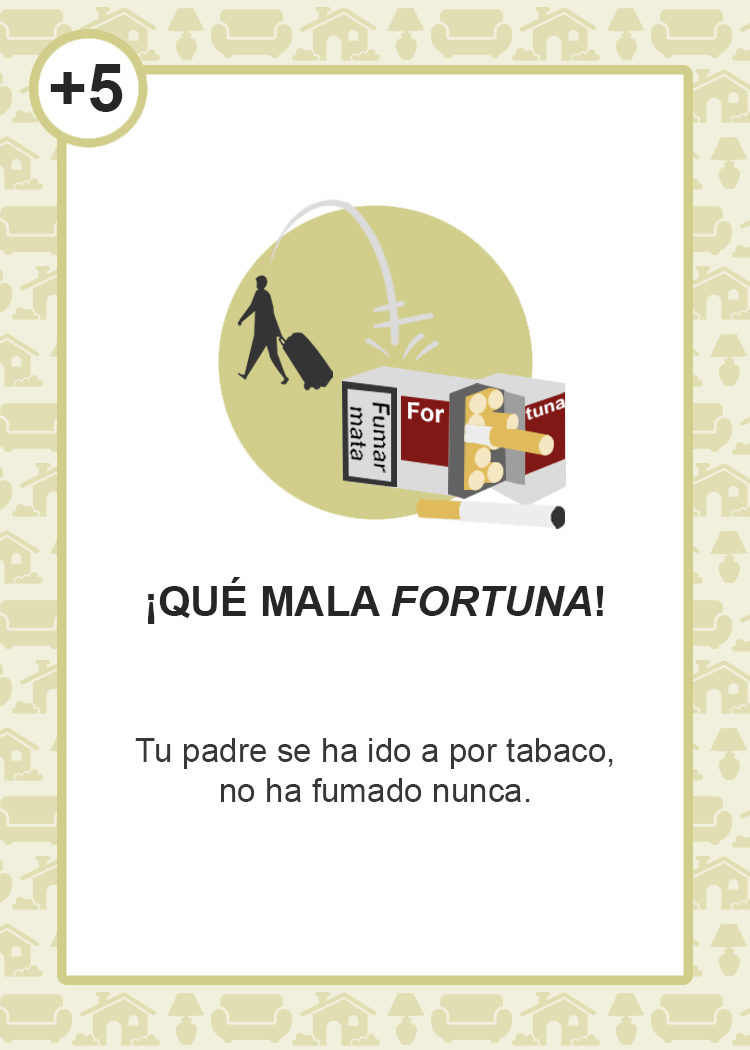 +5
Fumar
mata
For
tuna
¡QUÉ MALA FORTUNA!
Tu padre se ha ido a por tabaco,
no ha fumado nunca.